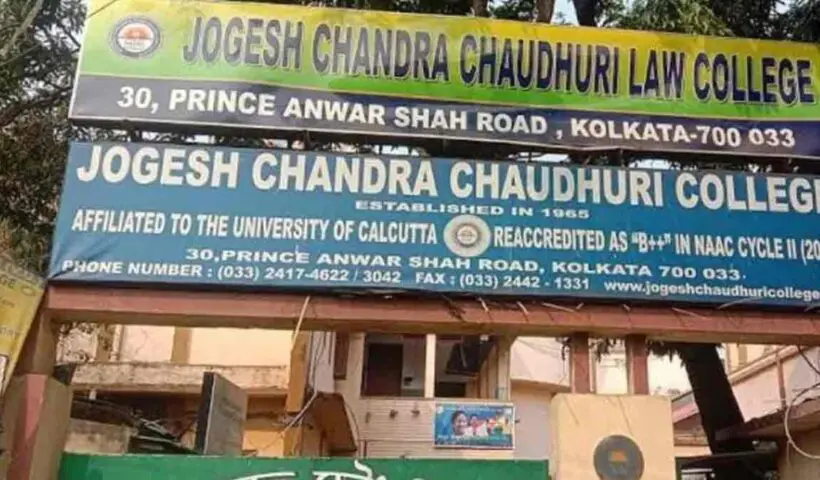 JOGESH CHANDRA CHAUDHURI LAW COLLEGE
30, PRINCE ANWAR SHAH ROAD , KOLKATA-700 033
JOGESH CHANDRA CHAUDHURI COLLEGE
ESTABLISHED IN 1965
AFFILIATED TO THE UNIVERSITY OF CALCUTTA REACCREDITED AS "B++" IN NAAC CYCLE II (20
30,PRINCE ANWAR SHAH ROAD, KOLKATA 700 033.
PHONE NUMBER : (033) 2417-4622 / 3042 FAX : (033) 2442 - 1331 www.jogeshchaudhuricollege